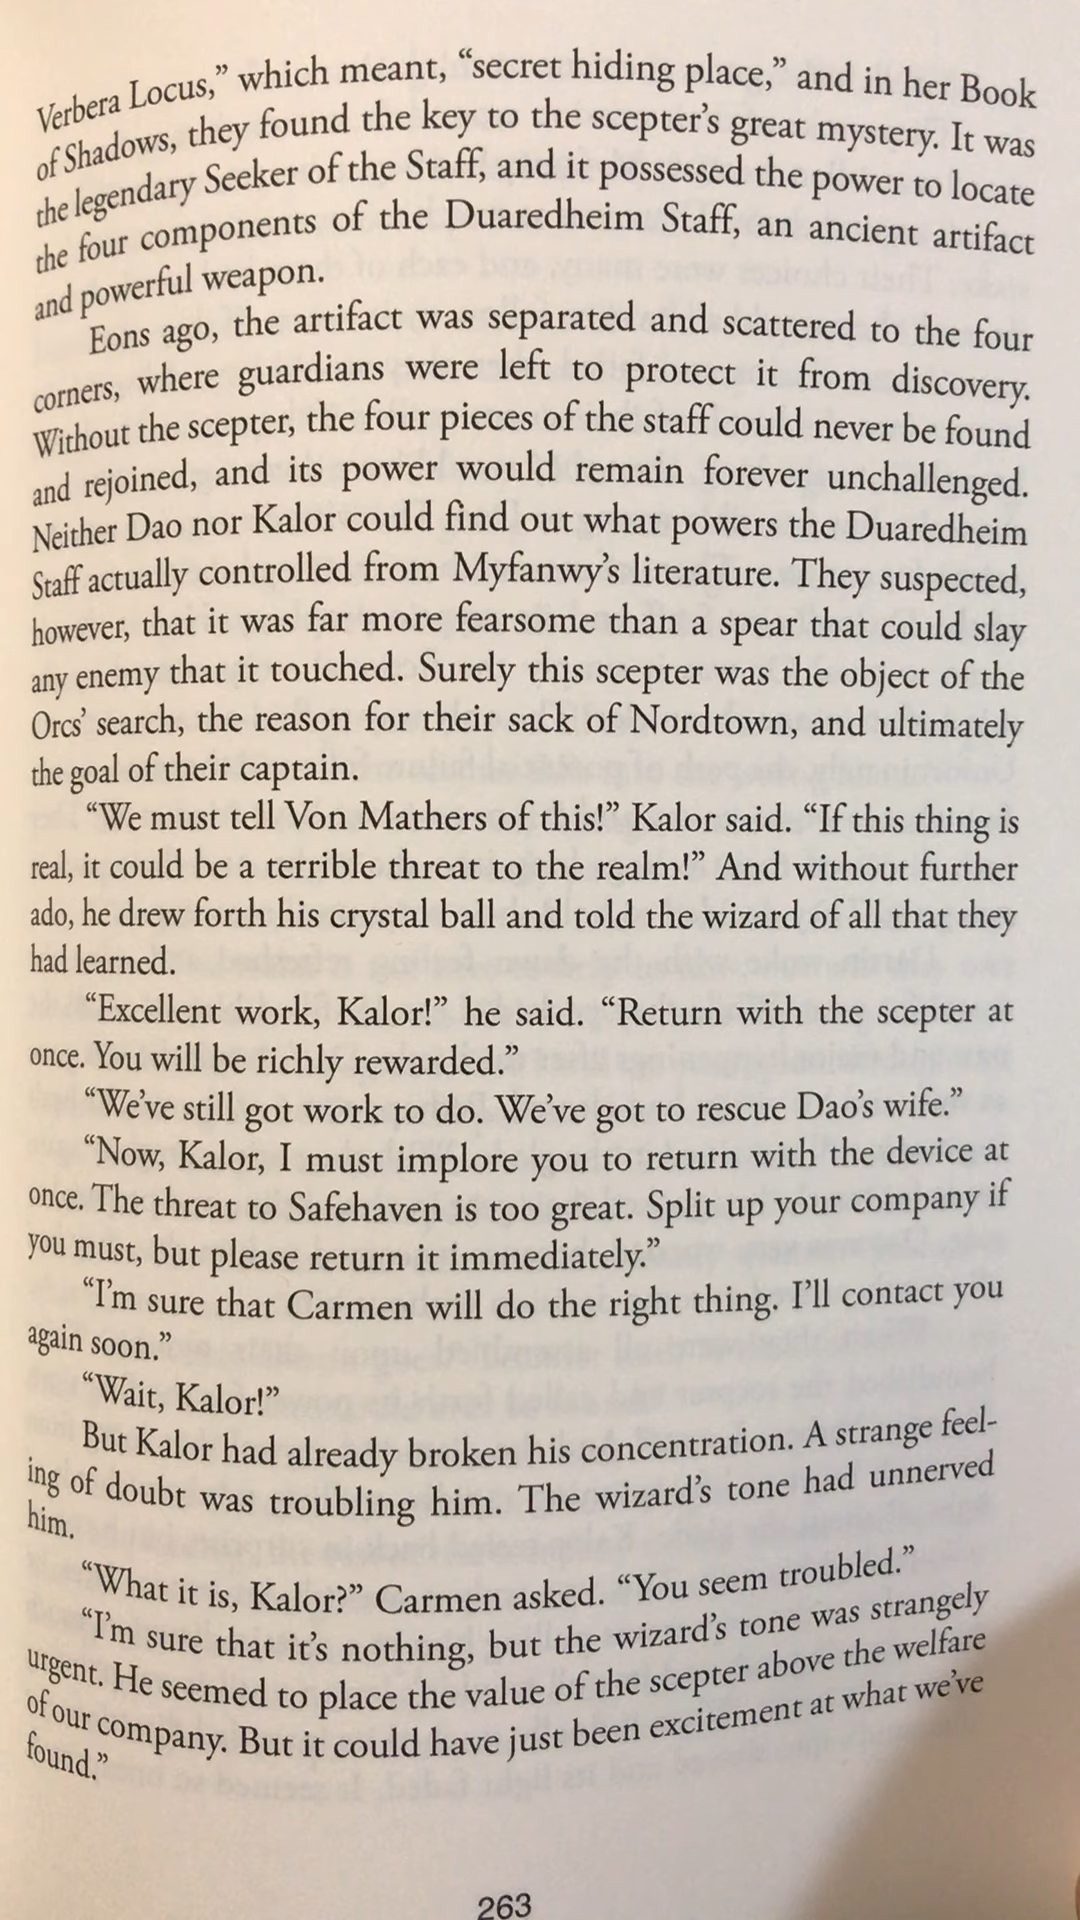 Verbera Locus,” which meant, “secret hiding place,” and in her Book
of Shadows, they found the key to the scepter’s great mystery. It was
the legendary Seeker of the Staff, and it possessed the power to locate
the four components of the Duaredheim Staff, an ancient artifact
and powerful weapon.
Eons ago, the artifact was separated and scattered to the four
corners, where guardians were left to protect it from discovery.
Without the scepter, the four pieces of the staff could never be found
and rejoined, and its power would remain forever unchallenged.
Neither Dao nor Kalor could find out what powers the Duaredheim
Staff actually controlled from Myfanwy’s literature. They suspected,
however, that it was far more fearsome than a spear that could slay
any enemy that it touched. Surely this scepter was the object of the
Orcs’ search, the reason for their sack of Nordtown, and ultimately
the goal of their captain.
“We must tell Von Mathers of this!” Kalor said. “If this thing is
real, it could be a terrible threat to the realm!” And without further
ado, he drew forth his crystal ball and told the wizard of all that they
had learned.
“Excellent work, Kalor!” he said. “Return with the scepter at
once. You will be richly rewarded.”
“We’ve still got work to do. We’ve got to rescue Dao’s wife.”
“Now, Kalor, I must implore you to return with the device at
once. The threat to Safehaven is too great. Split up your company if
you must, but please return it immediately.”
“I’m sure that Carmen will do the right thing. I’ll contact you
again soon.”
“Wait, Kalor!”
But Kalor had already broken his concentration. A strange feel-
ing of doubt was troubling him. The wizard’s tone had unnerved
him.
“What it is, Kalor?” Carmen asked. “You seem troubled.”
“I’m sure that it’s nothing, but the wizard’s tone was strangely
urgent. He seemed to place the value of the scepter above the welfare
of our company. But it could have just been excitement at what we’ve
found.”
263